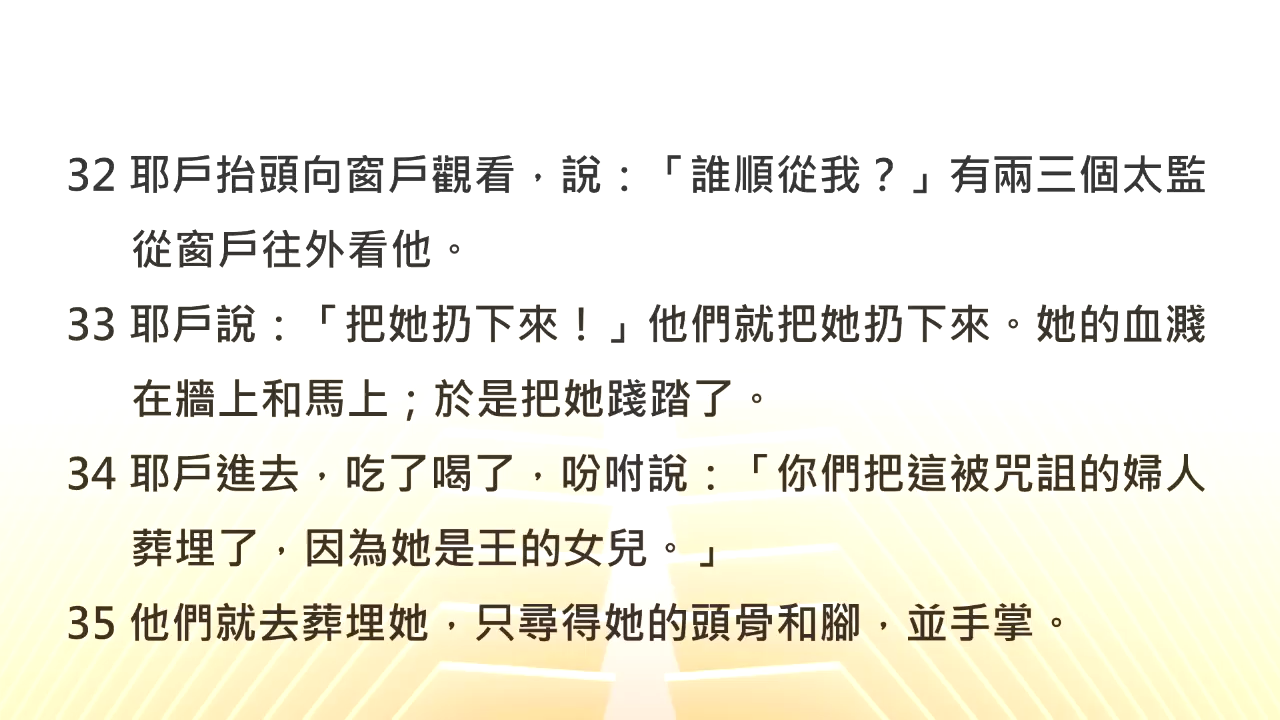 32 耶戶抬頭向窗戶觀看，說：「誰順從我？」有兩三個太監
從窗戶往外看他。
33 耶戶說：「把她扔下來！」他們就把她扔下來。她的血濺
在牆上和馬上；於是把她踐踏了。
34 耶戶進去，吃了喝了，吩咐說：「你們把這被咒詛的婦人
葬埋了，因為她是王的女兒。」
35 他們就去葬埋她，只尋得她的頭骨和腳，並手掌。